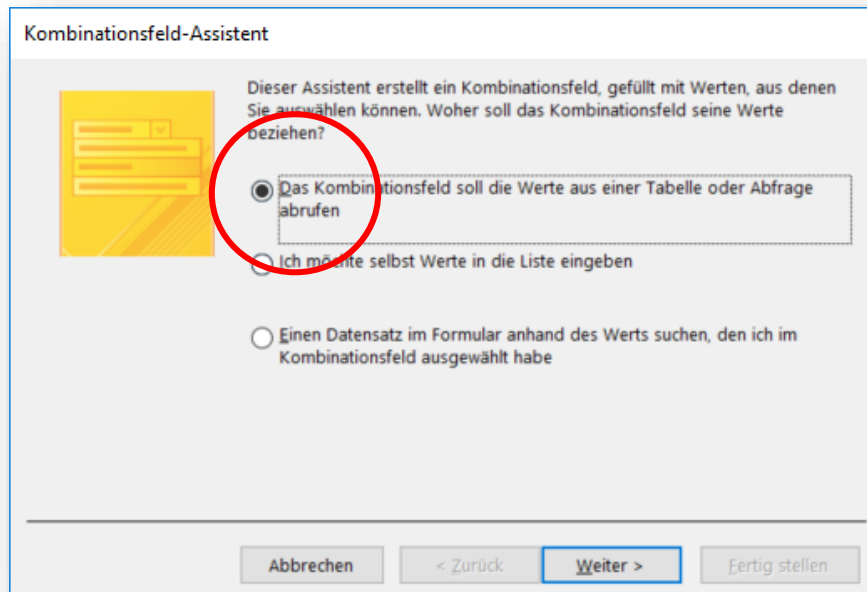 Kombinationsfeld-Assistent
Dieser Assistent erstellt ein Kombinationsfeld, gefüllt mit Werten, aus denen
Sie auswählen können. Woher soll das Kombinationsfeld seine Werte
beziehen?
Das Kombinationsfeld soll die Werte aus einer Tabelle oder Abfrage
abrufen
Ich möchte selbst Werte in die Liste eingeben
Einen Datensatz im Formular anhand des Werts suchen, den ich im
Kombinationsfeld ausgewählt habe
Abbrechen < Zurück Weiter > Fertig stellen